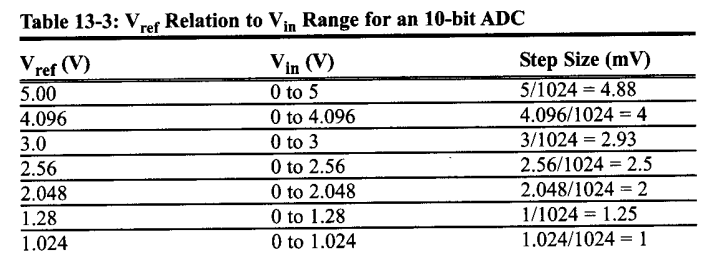 Table 13-3: Vref Relation to Vin Range for an 10-bit ADC
Vref (V) Vin (V) Step Size (mV)
5.00 0 to 5 5/1024 = 4.88
4.096 0 to 4.096 4.096/1024 = 4
3.0 0 to 3 3/1024 = 2.93
2.56 0 to 2.56 2.56/1024 = 2.5
2.048 0 to 2.048 2.048/1024 = 2
1.28 0 to 1.28 1/1024 = 1.25
1.024 0 to 1.024 1.024/1024 = 1